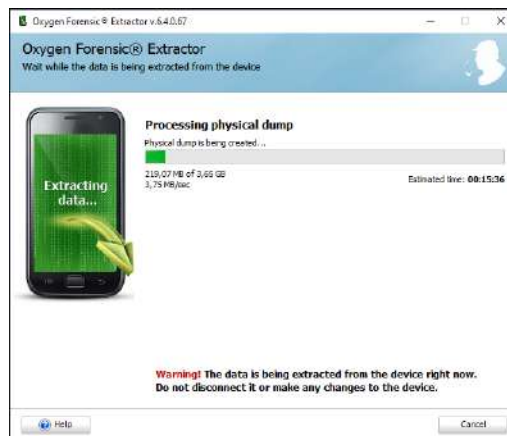 Oxygen Forensic® Extractor v.6.4.0.67
Oxygen Forensic® Extractor
Wait while the data is being extracted from the device
Processing physical dump
Physical dump is being created...
219,07 MB of 3,65 GB
3,75 MB/sec
Estimated time: 00:15:36
Extracting
data...
Warning! The data is being extracted from the device right now.
Do not disconnect it or make any changes to the device.
Help
Cancel